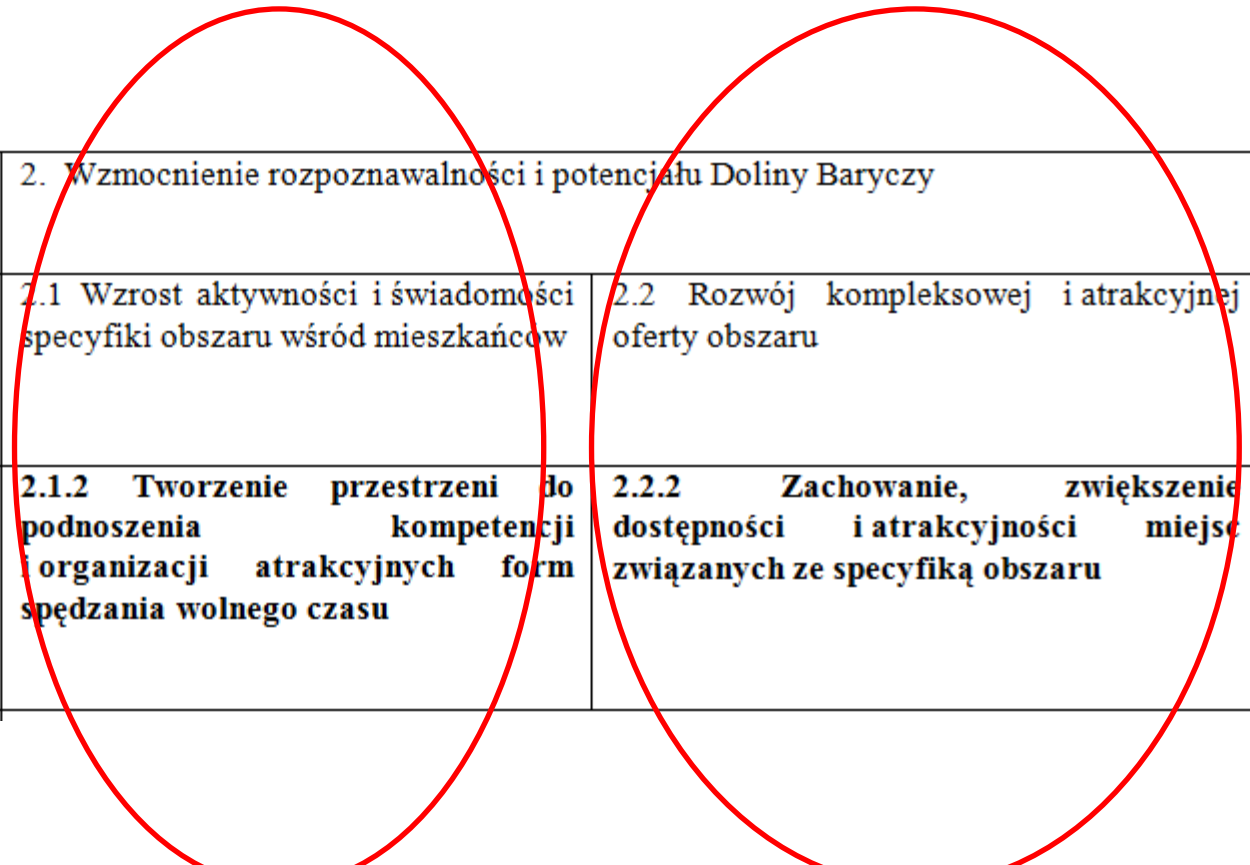 2. Wzmocnienie rozpoznawalności i potencjału Doliny Baryczy
2.1 Wzrost aktywności i świadomości
specyfiki obszaru wśród mieszkańców
2.2 Rozwój kompleksowej i atrakcyjnej
oferty obszaru
2.1.2 Tworzenie przestrzeni do
podnoszenia kompetencji
i organizacji atrakcyjnych form
spędzania wolnego czasu
2.2.2 Zachowanie, zwiększenie
dostępności i atrakcyjności miejsc
związanych ze specyfiką obszaru